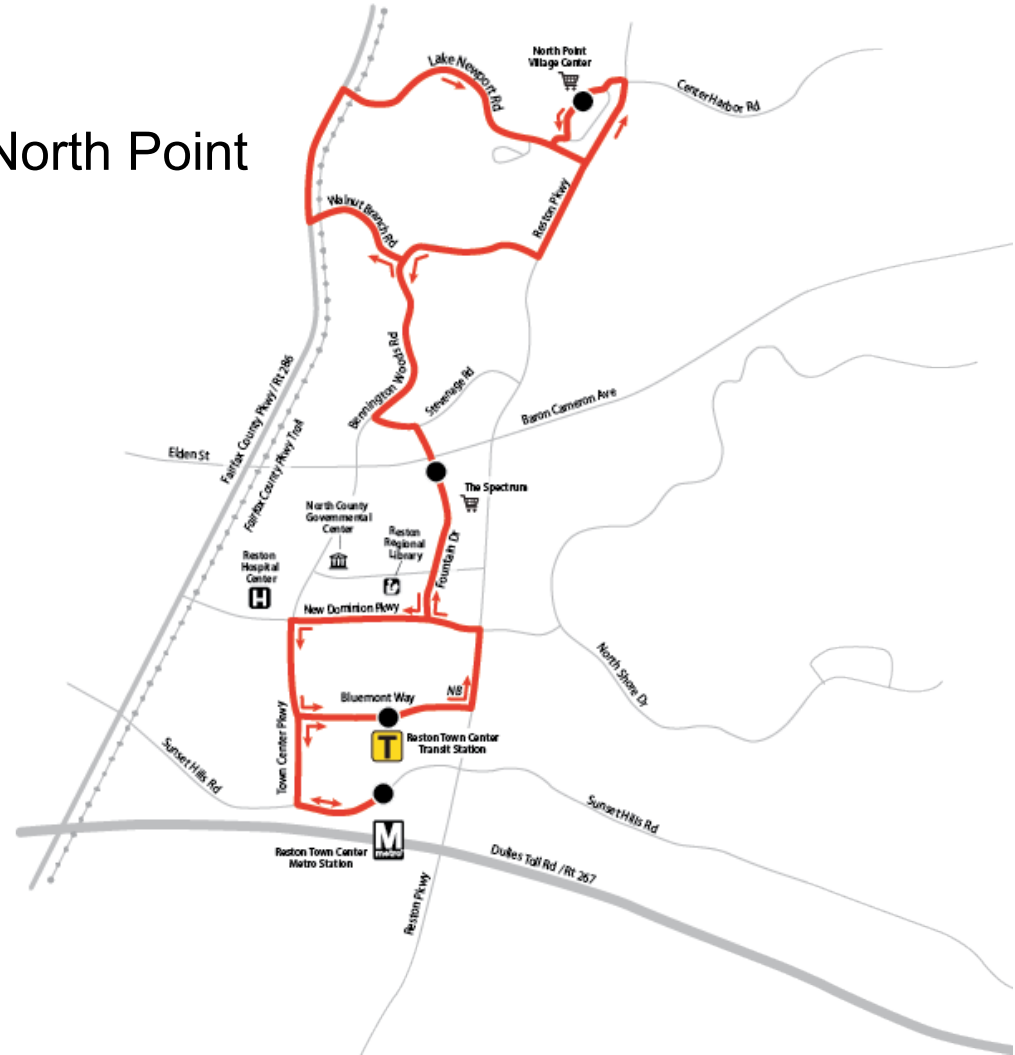 North Point
Lake Newport Rd
North Point
Village Center
Center Harbor Rd
Walnut Branch Rd
Reston Pkwy
Bennington Woods Rd
Stevenage Rd
Fairfax County Pkwy / Rt 286
Baron Cameron Ave
Elden St
Fairfax County Pkwy Trail
The Spectrum
North County
Governmental
Center
Reston
Regional
Library
Reston
Hospital
Center
H
Fountain Dr
New Dominion Pkwy
North Shore Dr
Bluemont Way
NB
Town Center Pkwy
T
Reston Town Center
Transit Station
Sunset Hills Rd
Sunset Hills Rd
M
metro
Reston Town Center
Metro Station
Dulles Toll Rd / Rt 267
Reston Pkwy